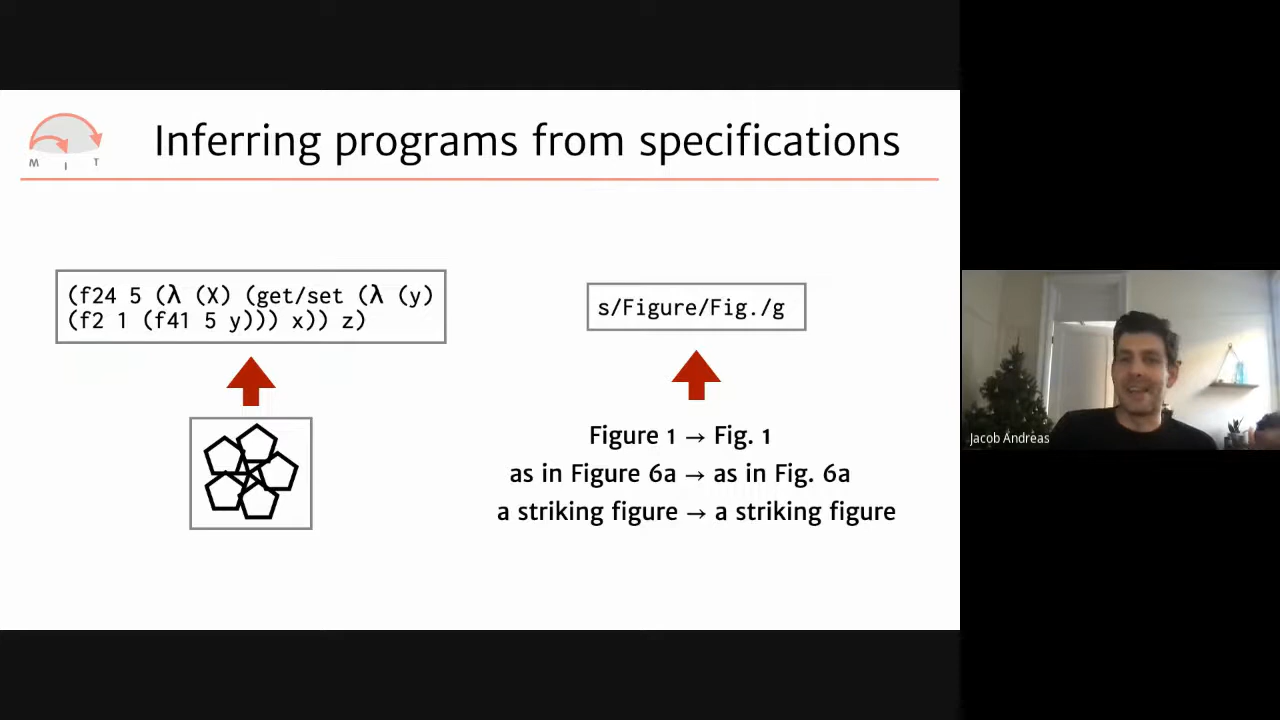 M I T
Inferring programs from specifications
(f24 5 (λ (X) (get/set (λ (y)
(f2 1 (f41 5 y))) x)) z)
s/Figure/Fig./g
Figure 1 → Fig. 1
as in Figure 6a → as in Fig. 6a
a striking figure → a striking figure
Jacob Andreas